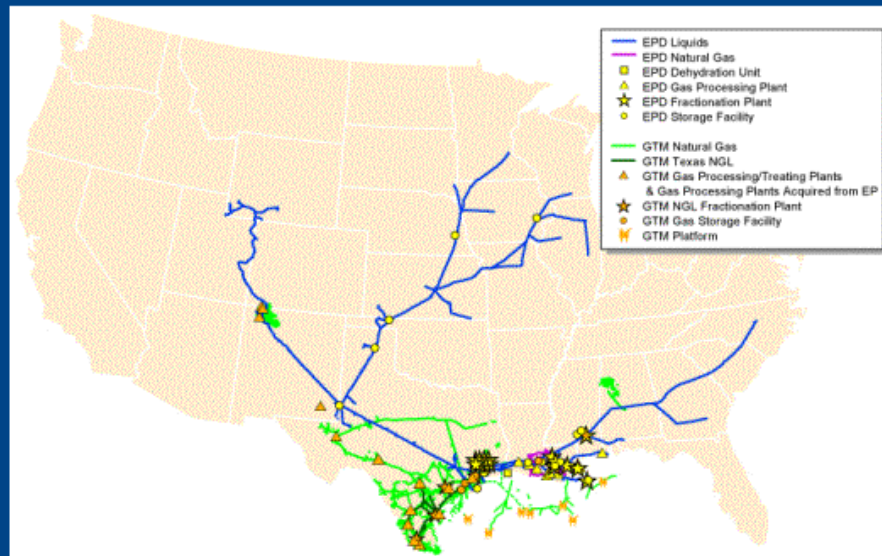 EPD Liquids
EPD Natural Gas
EPD Dehydration Unit
EPD Gas Processing Plant
EPD Fractionation Plant
EPD Storage Facility
GTM Natural Gas
GTM Texas NGL
GTM Gas Processing/Treating Plants
& Gas Processing Plants Acquired from EP
GTM NGL Fractionation Plant
GTM Gas Storage Facility
GTM Platform